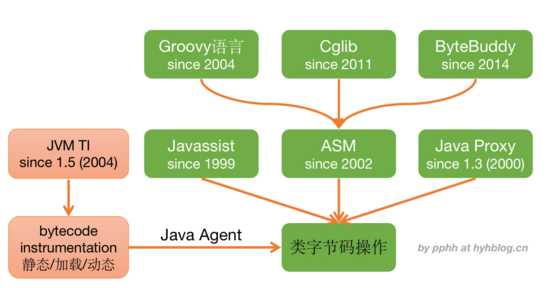 Groovy语言
since 2004
Cglib
since 2011
ByteBuddy
since 2014
JVM TI
since 1.5 (2004)
Javassist
since 1999
ASM
since 2002
Java Proxy
since 1.3 (2000)
bytecode
instrumentation
静态/加载/动态
Java Agent
类字节码操作
by pphh at hyhblog.cn